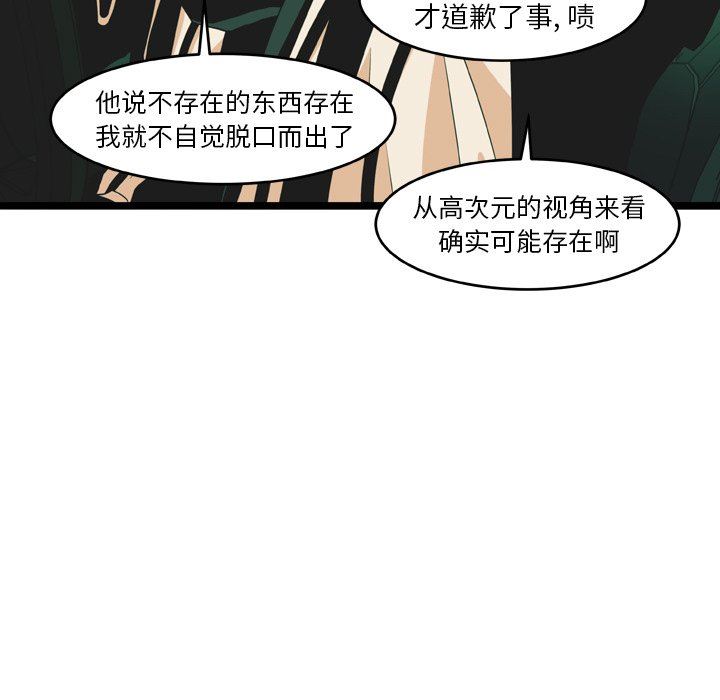 才道歉了事，啧
他说不存在的东西存在
我就不自觉脱口而出了
从高次元的视角来看
确实可能存在啊